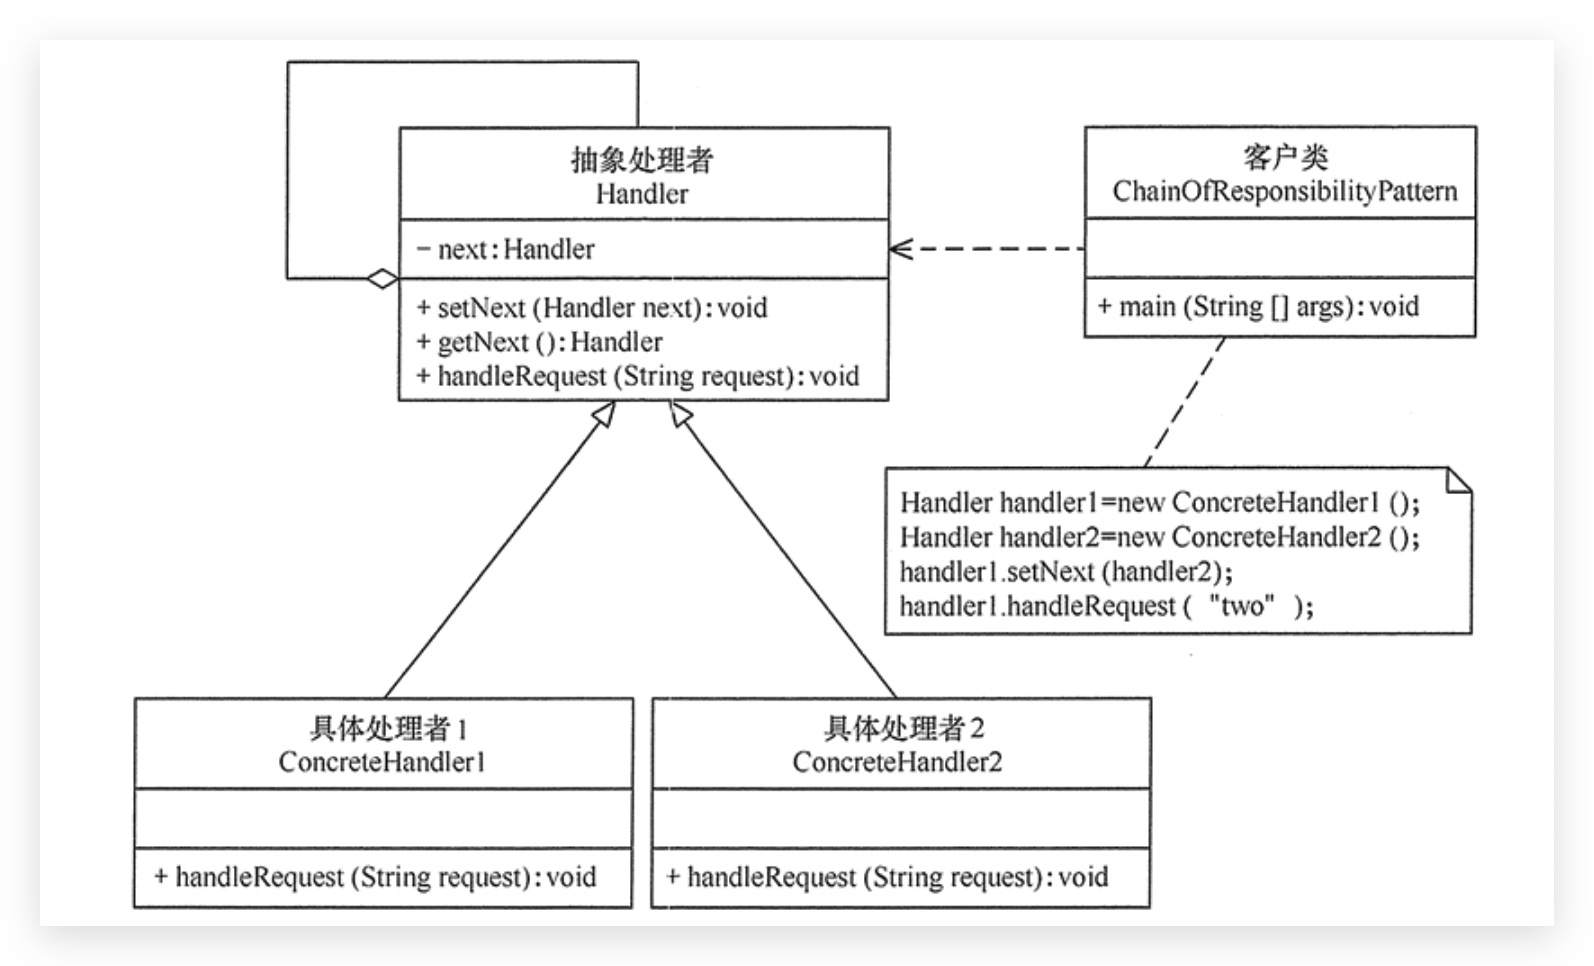 抽象处理者
Handler
- next:Handler
+ setNext (Handler next):void
+ getNext ():Handler
+ handleRequest (String request):void
客户类
ChainOfResponsibilityPattern
+ main (String [] args):void
Handler handler1=new ConcreteHandler1 ();
Handler handler2=new ConcreteHandler2 ();
handler1.setNext (handler2);
handler1.handleRequest ( "two" );
具体处理者1
ConcreteHandler1
+ handleRequest (String request):void
具体处理者2
ConcreteHandler2
+ handleRequest (String request):void